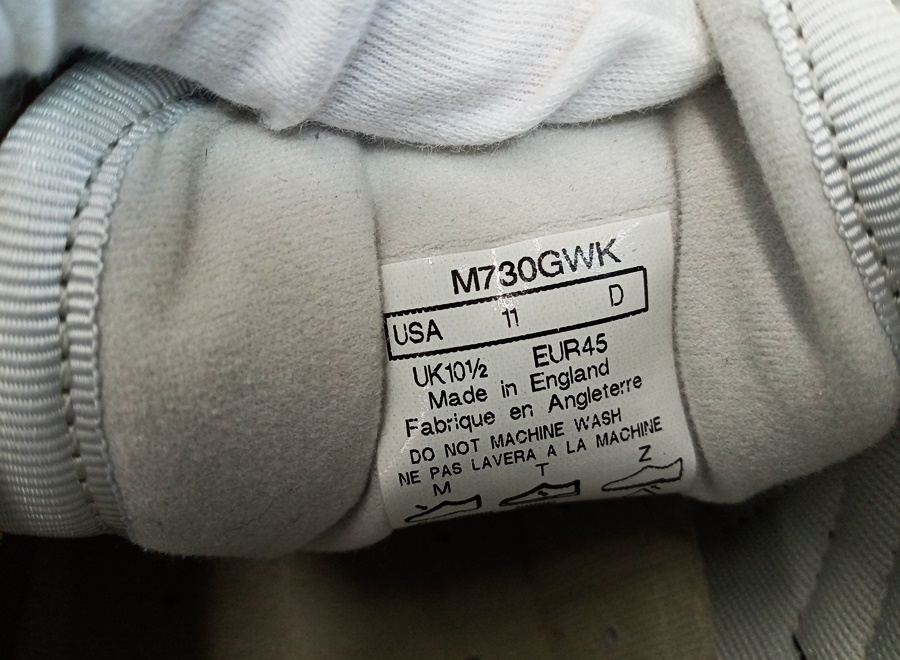 M730GWK
USA 11 D
UK10½ EUR45
Made in England
Fabrique en Angleterre
DO NOT MACHINE WASH
NE PAS LAVERA A LA MACHINE
M T Z